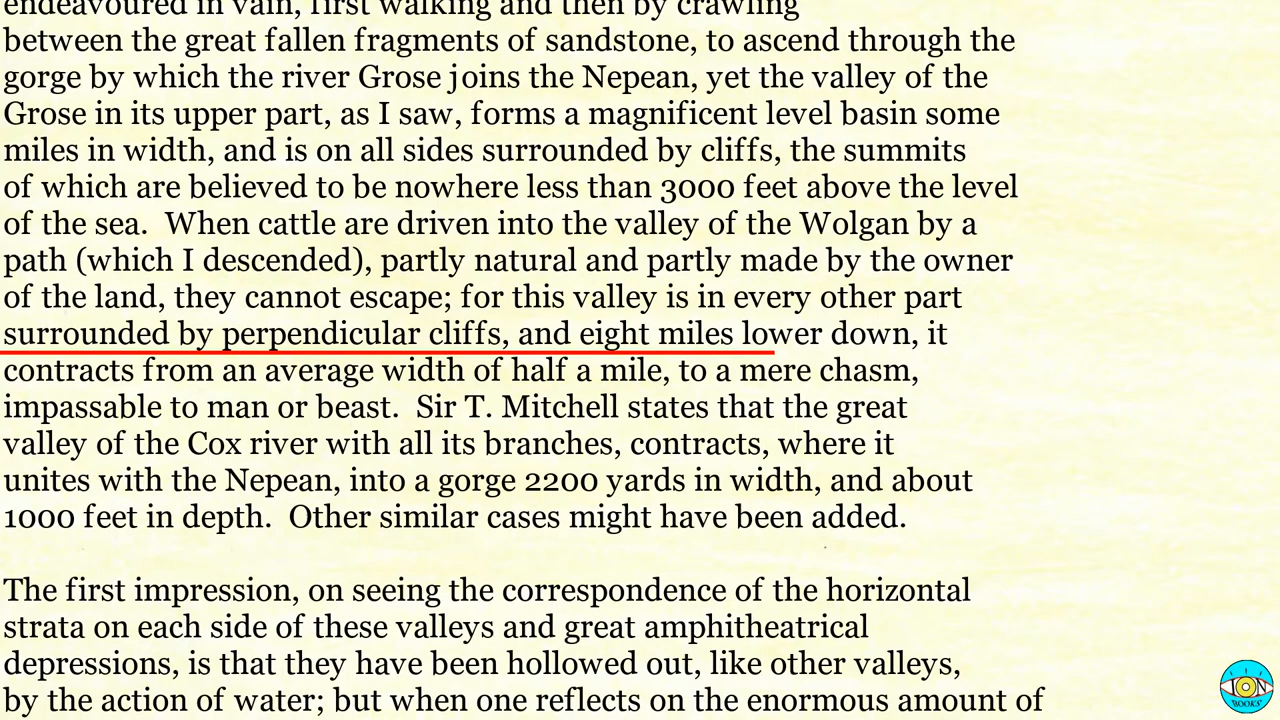 endeavoured in vain, first walking and then by crawling
between the great fallen fragments of sandstone, to ascend through the
gorge by which the river Grose joins the Nepean, yet the valley of the
Grose in its upper part, as I saw, forms a magnificent level basin some
miles in width, and is on all sides surrounded by cliffs, the summits
of which are believed to be nowhere less than 3000 feet above the level
of the sea.  When cattle are driven into the valley of the Wolgan by a
path (which I descended), partly natural and partly made by the owner
of the land, they cannot escape; for this valley is in every other part
surrounded by perpendicular cliffs, and eight miles lower down, it
contracts from an average width of half a mile, to a mere chasm,
impassable to man or beast.  Sir T. Mitchell states that the great
valley of the Cox river with all its branches, contracts, where it
unites with the Nepean, into a gorge 2200 yards in width, and about
1000 feet in depth.  Other similar cases might have been added.
The first impression, on seeing the correspondence of the horizontal
strata on each side of these valleys and great amphitheatrical
depressions, is that they have been hollowed out, like other valleys,
by the action of water; but when one reflects on the enormous amount of
ION
BOOKS